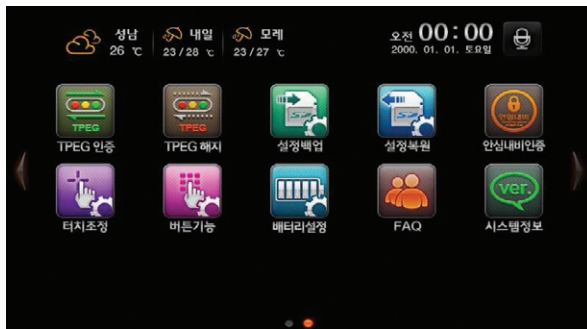 성남 내일 모레 오전 00:00
26 ℃ 23/28 ℃ 23/27 ℃ 2000. 01. 01. 토요일
TPEG TPEG SD SD 안심내비
TPEG 인증 TPEG 해지 설정백업 설정복원 안심내비인증
ver.
터치조정 버튼기능 배터리설정 FAQ 시스템정보